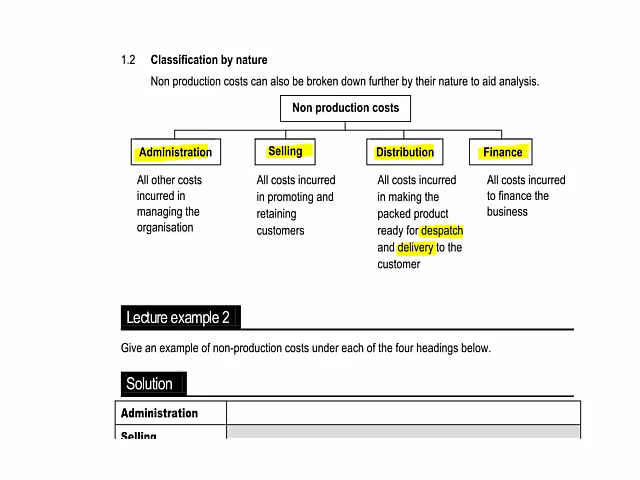 1.2 Classification by nature
Non production costs can also be broken down further by their nature to aid analysis.
Non production costs
Administration Selling Distribution Finance
All other costs
incurred in
managing the
organisation
All costs incurred
in promoting and
retaining
customers
All costs incurred
in making the
packed product
ready for despatch
and delivery to the
customer
All costs incurred
to finance the
business
Lecture example 2
Give an example of non-production costs under each of the four headings below.
Solution
Administration
Selling